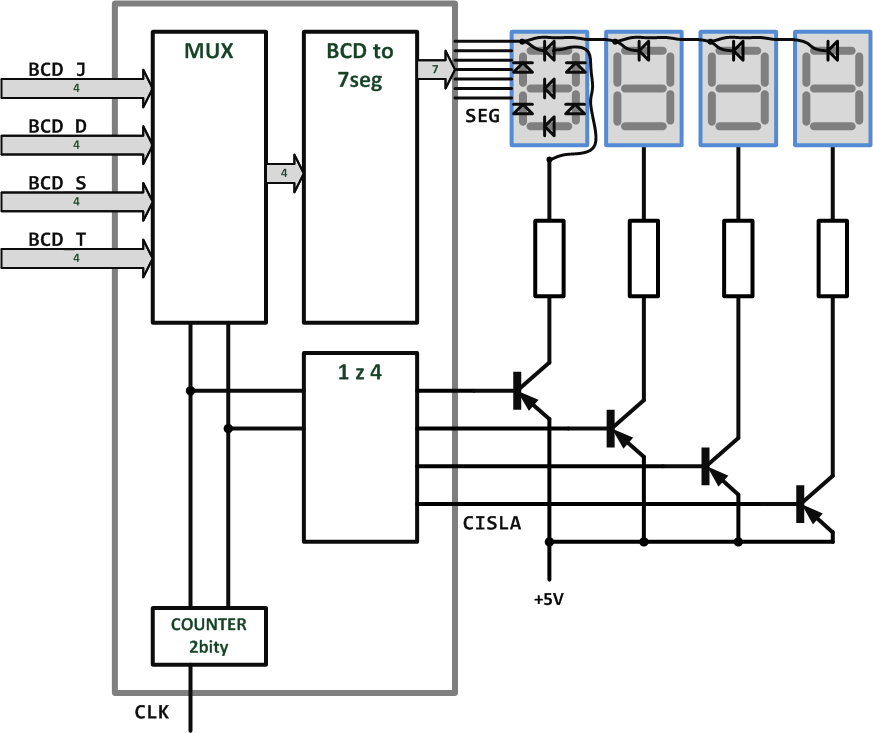 MUX
BCD to
7seg
BCD J
4
BCD D
4
BCD S
4
BCD T
4
4
7
SEG
1 z 4
CISLA
+5V
COUNTER
2bity
CLK